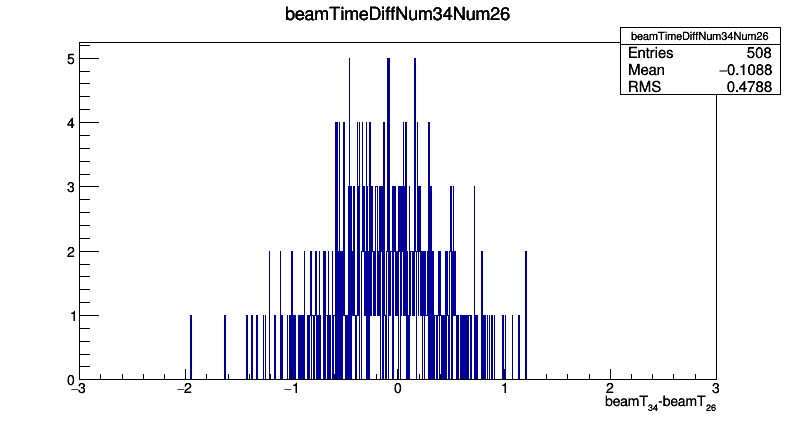 beamTimeDiffNum34Num26
beamTimeDiffNum34Num26
Entries 508
Mean −0.1088
RMS 0.4788
5
4
3
2
1
0
−3 −2 −1 0 1 2 3
beamT34-beamT26